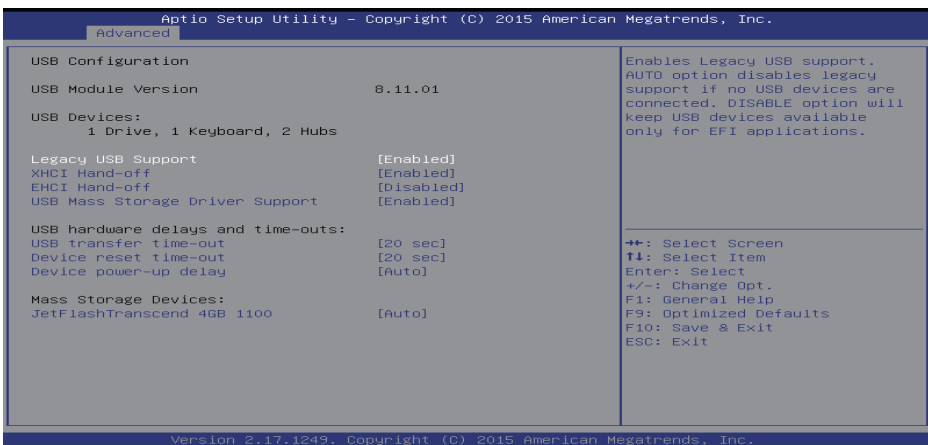 Aptio Setup Utility – Copyright (C) 2015 American Megatrends, Inc.
Advanced
USB Configuration
USB Module Version 8.11.01
USB Devices:
1 Drive, 1 Keyboard, 2 Hubs
Legacy USB Support [Enabled]
XHCI Hand-off [Enabled]
EHCI Hand-off [Disabled]
USB Mass Storage Driver Support [Enabled]
USB hardware delays and time-outs:
USB transfer time-out [20 sec]
Device reset time-out [20 sec]
Device power-up delay [Auto]
Mass Storage Devices:
JetFlashTranscend 4GB 1100 [Auto]
Enables Legacy USB support.
AUTO option disables legacy
support if no USB devices are
connected. DISABLE option will
keep USB devices available
only for EFI applications.
→←: Select Screen
↑↓: Select Item
Enter: Select
+/-: Change Opt.
F1: General Help
F9: Optimized Defaults
F10: Save & Exit
ESC: Exit
Version 2.17.1249. Copyright (C) 2015 American Megatrends, Inc.